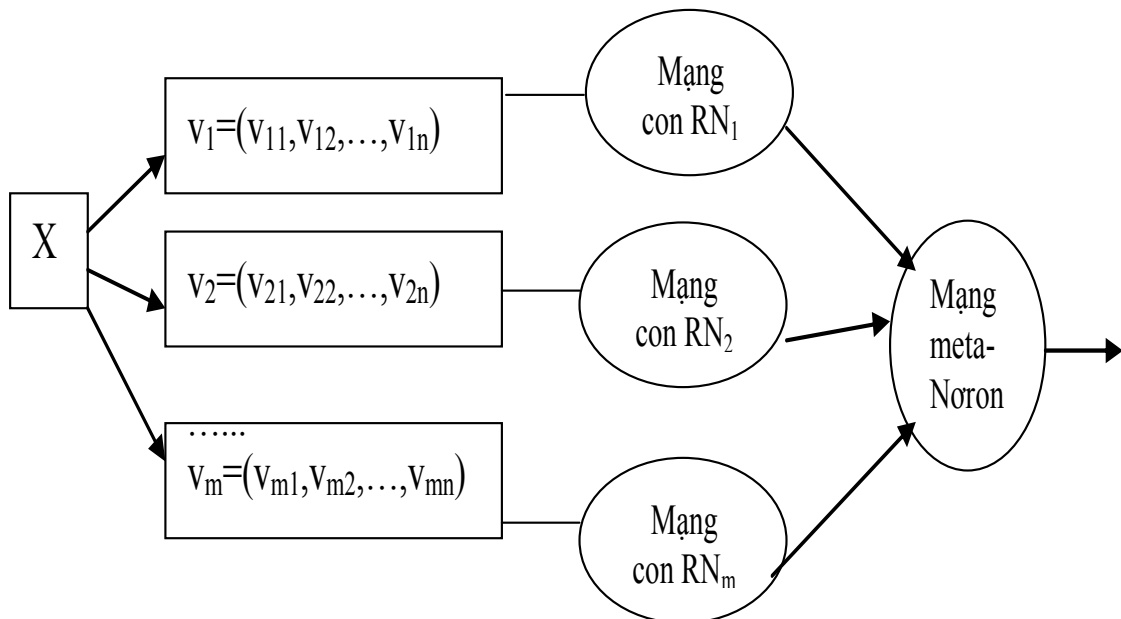 X
v₁=(v₁₁,v₁₂,…,v₁ₙ)
Mạng
con RN₁
v₂=(v₂₁,v₂₂,…,v₂ₙ)
Mạng
con RN₂
…...
vₘ=(vₘ₁,vₘ₂,…,vₘₙ)
Mạng
con RNₘ
Mạng
meta-
Nơron